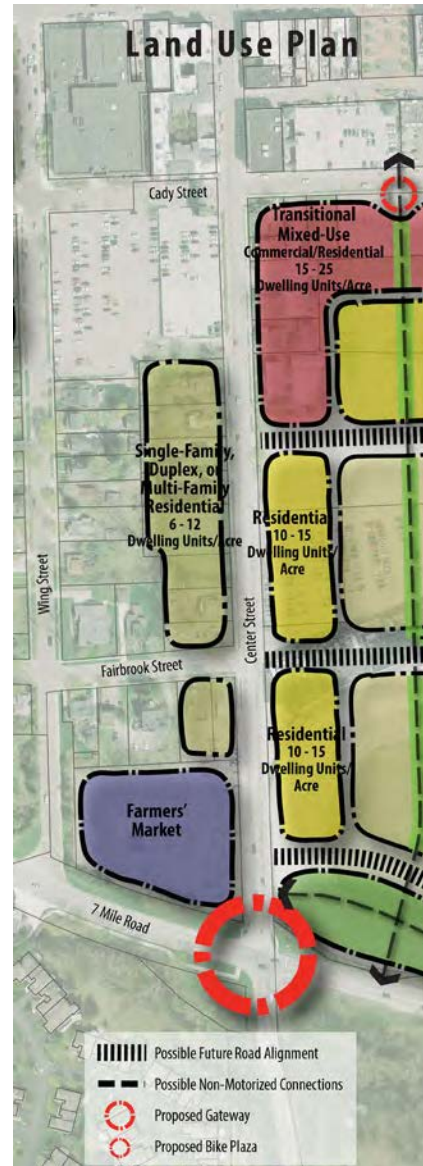 Land Use Plan
Cady Street
Transitional
Mixed-Use
Commercial/Residential
15 - 25
Dwelling Units/Acre
Single-Family,
Duplex, or
Multi-Family
Residential
6 - 12
Dwelling Units/Acre
Residential
10 - 15
Dwelling Units/
Acre
Wing Street
Center Street
Fairbrook Street
Residential
10 - 15
Dwelling Units/
Acre
Farmers'
Market
7 Mile Road
Possible Future Road Alignment
Possible Non-Motorized Connections
Proposed Gateway
Proposed Bike Plaza